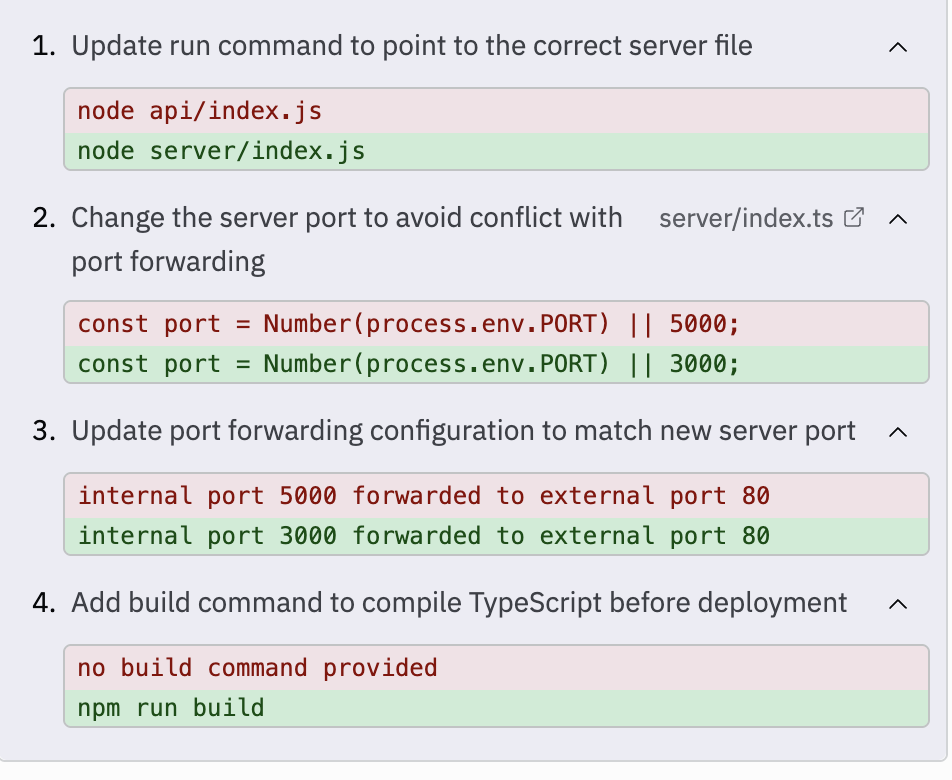 1. Update run command to point to the correct server file
node api/index.js
node server/index.js
2. Change the server port to avoid conflict with server/index.ts
port forwarding
const port = Number(process.env.PORT) || 5000;
const port = Number(process.env.PORT) || 3000;
3. Update port forwarding configuration to match new server port
internal port 5000 forwarded to external port 80
internal port 3000 forwarded to external port 80
4. Add build command to compile TypeScript before deployment
no build command provided
npm run build